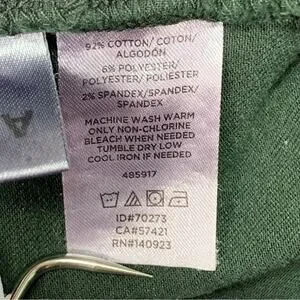 92% COTTON/ COTON/
ALGODÓN
6% POLYESTER/
POLYESTER/ POLIÉSTER
2% SPANDEX/SPANDEX/
SPANDEX
MACHINE WASH WARM
ONLY NON-CHLORINE
BLEACH WHEN NEEDED
TUMBLE DRY LOW
COOL IRON IF NEEDED
485917
ID#70273
CA#57421
RN#140923
A